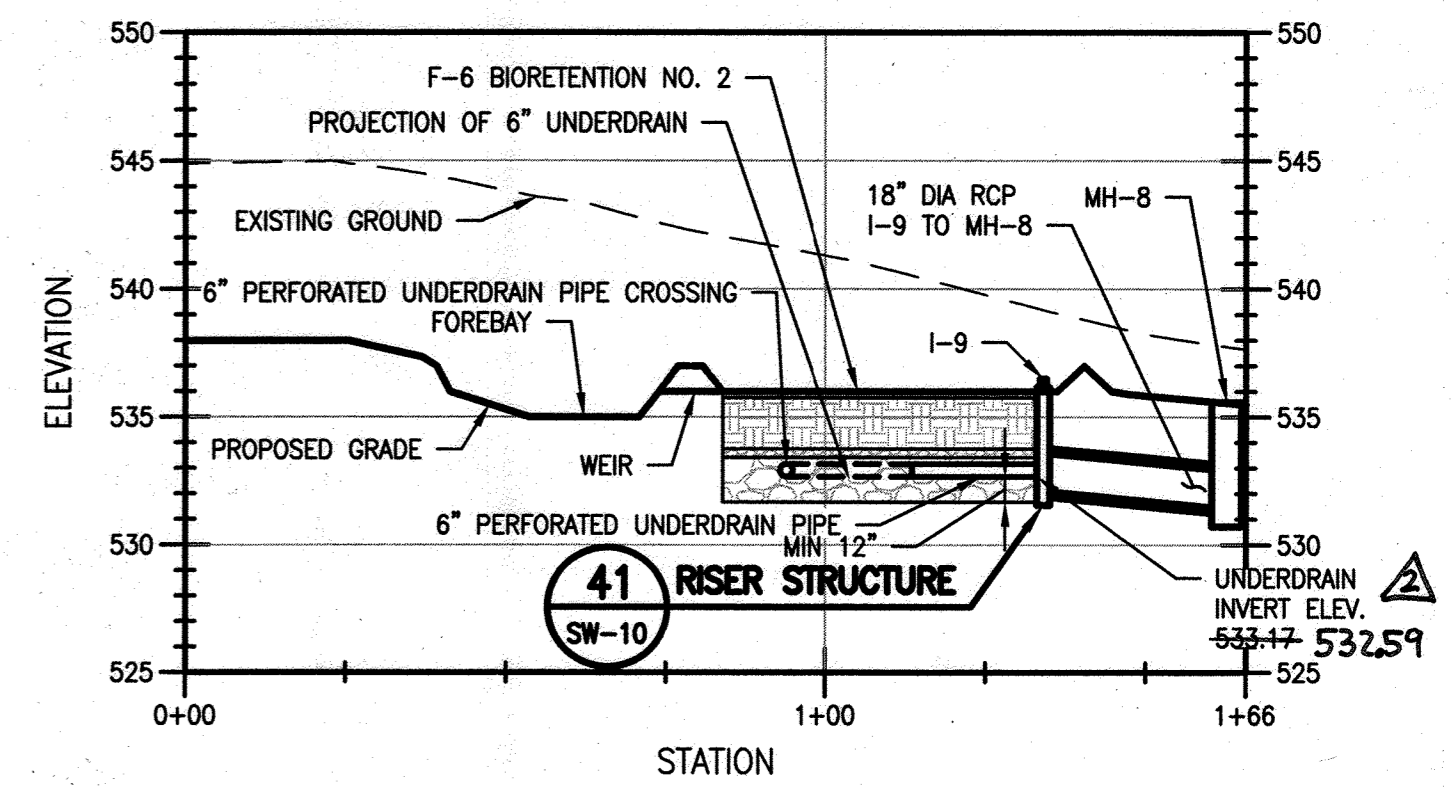 550
550
F-6 BIORETENTION NO. 2
PROJECTION OF 6" UNDERDRAIN
545
545
18" DIA RCP
I-9 TO MH-8
MH-8
EXISTING GROUND
540
6" PERFORATED UNDERDRAIN PIPE CROSSING
540
FOREBAY
I-9
ELEVATION
535
535
PROPOSED GRADE
WEIR
6" PERFORATED UNDERDRAIN PIPE
MIN 12"
530
530
41
RISER STRUCTURE
SW-10
UNDERDRAIN
INVERT ELEV.
533.17 532.59
2
525
525
0+00
1+00
1+66
STATION